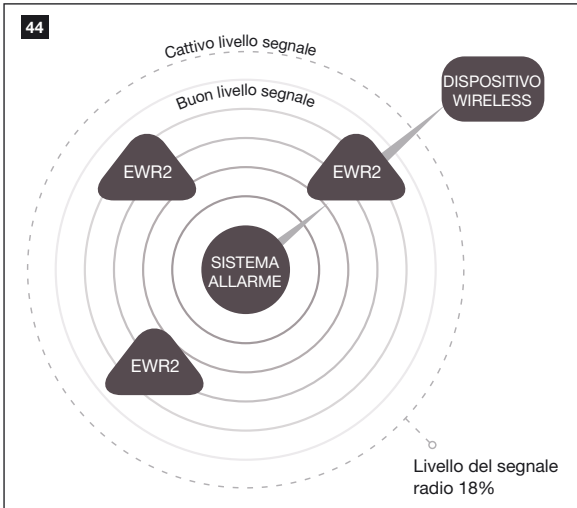 44
Cattivo livello segnale
Buon livello segnale
DISPOSITIVO
WIRELESS
EWR2
EWR2
SISTEMA
ALLARME
EWR2
Livello del segnale
radio 18%